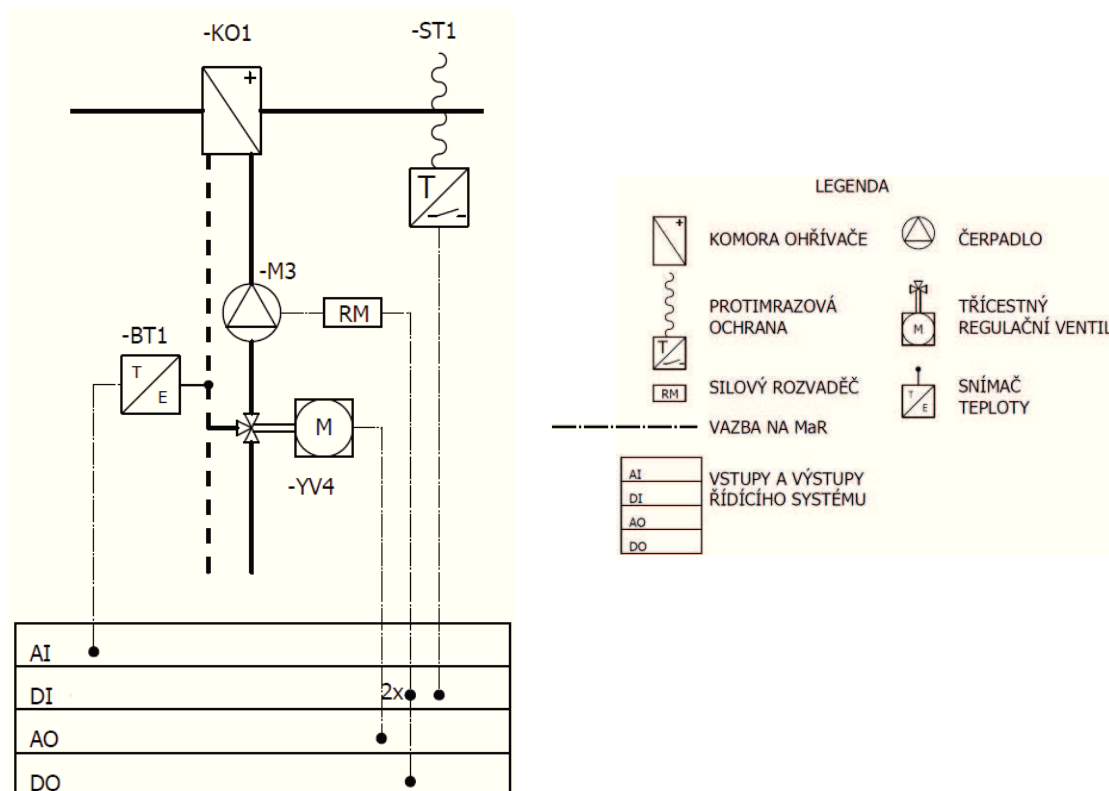 -KO1
-ST1
+
T
-M3
RM
-BT1
T
E
M
-YV4
AI
DI
2x
AO
DO
LEGENDA
+
KOMORA OHŘÍVAČE
ČERPADLO
PROTIMRAZOVÁ
OCHRANA
T
M
TŘÍCESTNÝ
REGULAČNÍ VENTIL
RM
SILOVÝ ROZVADĚČ
T
E
SNÍMAČ
TEPLOTY
VAZBA NA MaR
AI
DI
AO
DO
VSTUPY A VÝSTUPY
ŘÍDÍCÍHO SYSTÉMU